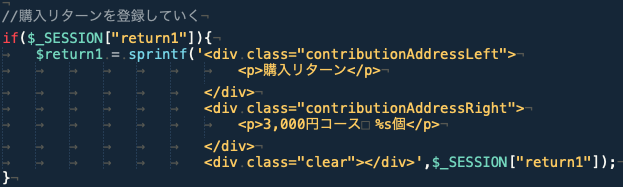 //購入リターンを登録していく
if($_SESSION["return1"]){
$return1 = sprintf('<div class="contributionAddressLeft">
<p>購入リターン</p>
</div>
<div class="contributionAddressRight">
<p>3,000円コース　%s個</p>
</div>
<div class="clear"></div>',$_SESSION["return1"]);
}